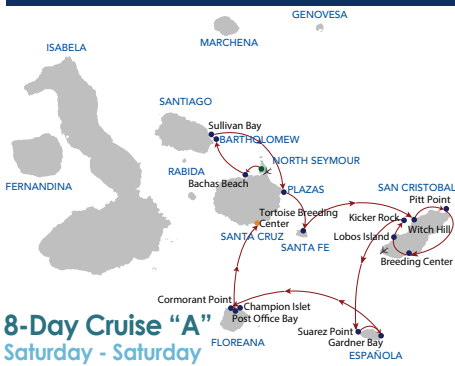 GENOVESA
MARCHENA
ISABELA
SANTIAGO
Sullivan Bay
BARTHOLOMEW
NORTH SEYMOUR
RABIDA
Bachas Beach
FERNANDINA
PLAZAS
SAN CRISTOBAL
Pitt Point
Tortoise Breeding
Center
Kicker Rock
Witch Hill
SANTA CRUZ
Lobos Island
SANTA FE
Breeding Center
Cormorant Point
Champion Islet
Post Office Bay
FLOREANA
Suarez Point
Gardner Bay
ESPAÑOLA
8-Day Cruise “A”
Saturday - Saturday